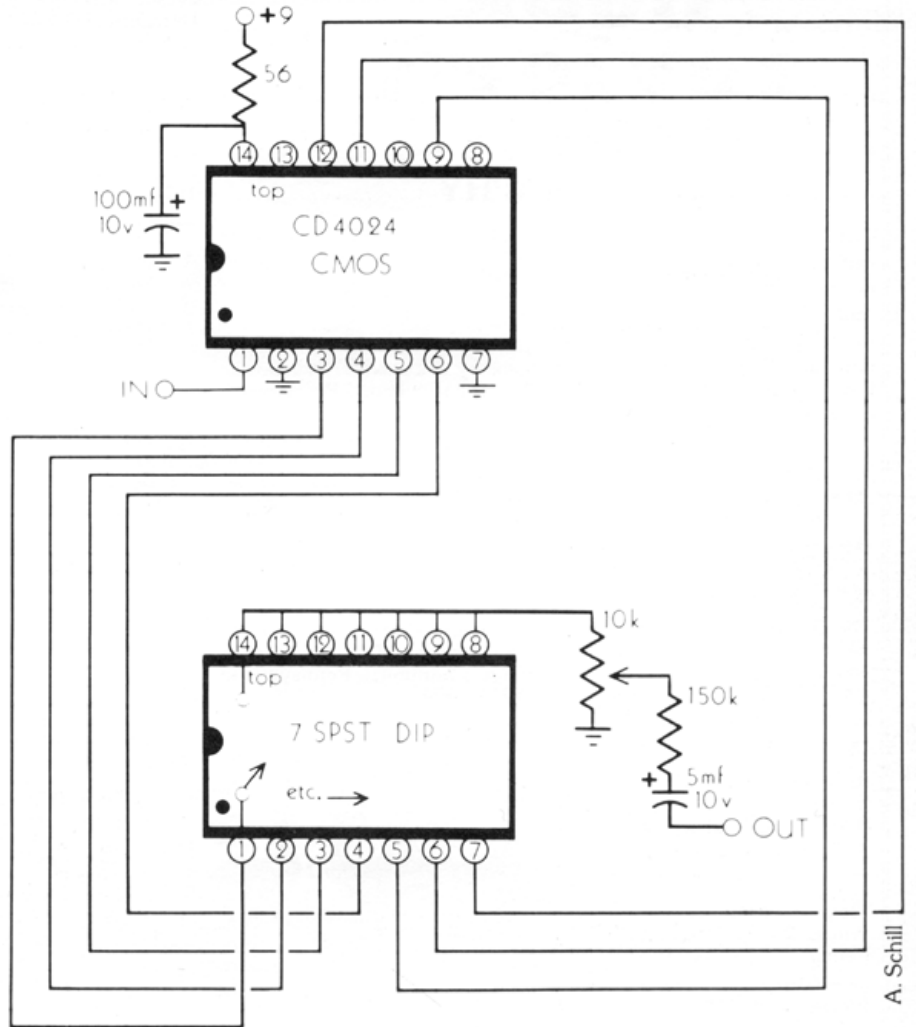 +9
56
14 13 12 11 10 9 8
top
100mf +
10v
CD4024
CMOS
1 2 3 4 5 6 7
IN
10k
14 13 12 11 10 9 8
top
150k
7 SPST DIP
+ 5mf
10v
etc.
OUT
1 2 3 4 5 6 7
A. Schill